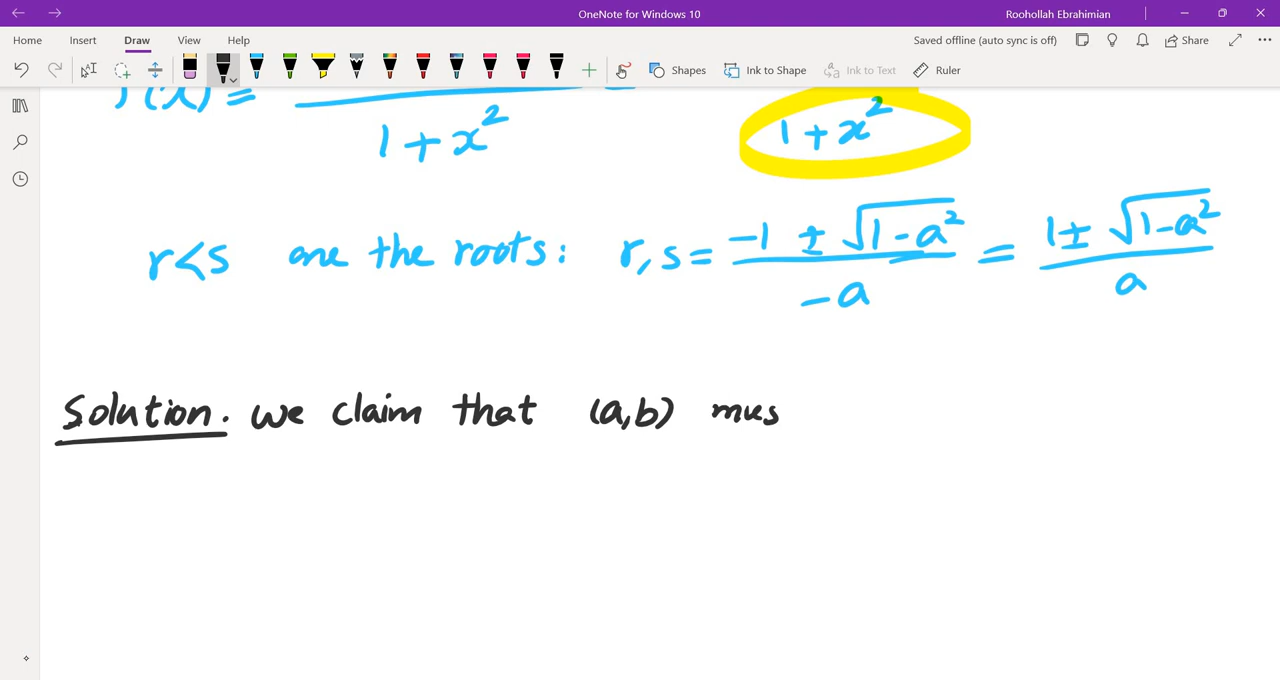 OneNote for Windows 10
Roohollah Ebrahimian
Home Insert Draw View Help
Saved offline (auto sync is off) Share
Shapes Ink to Shape Ink to Text Ruler
1 + x²
1 + x²
r<s are the roots: r, s = (-1 ± √(1-a²))/(-a) = (1 ± √(1-a²))/a
Solution. we claim that (a,b) mus